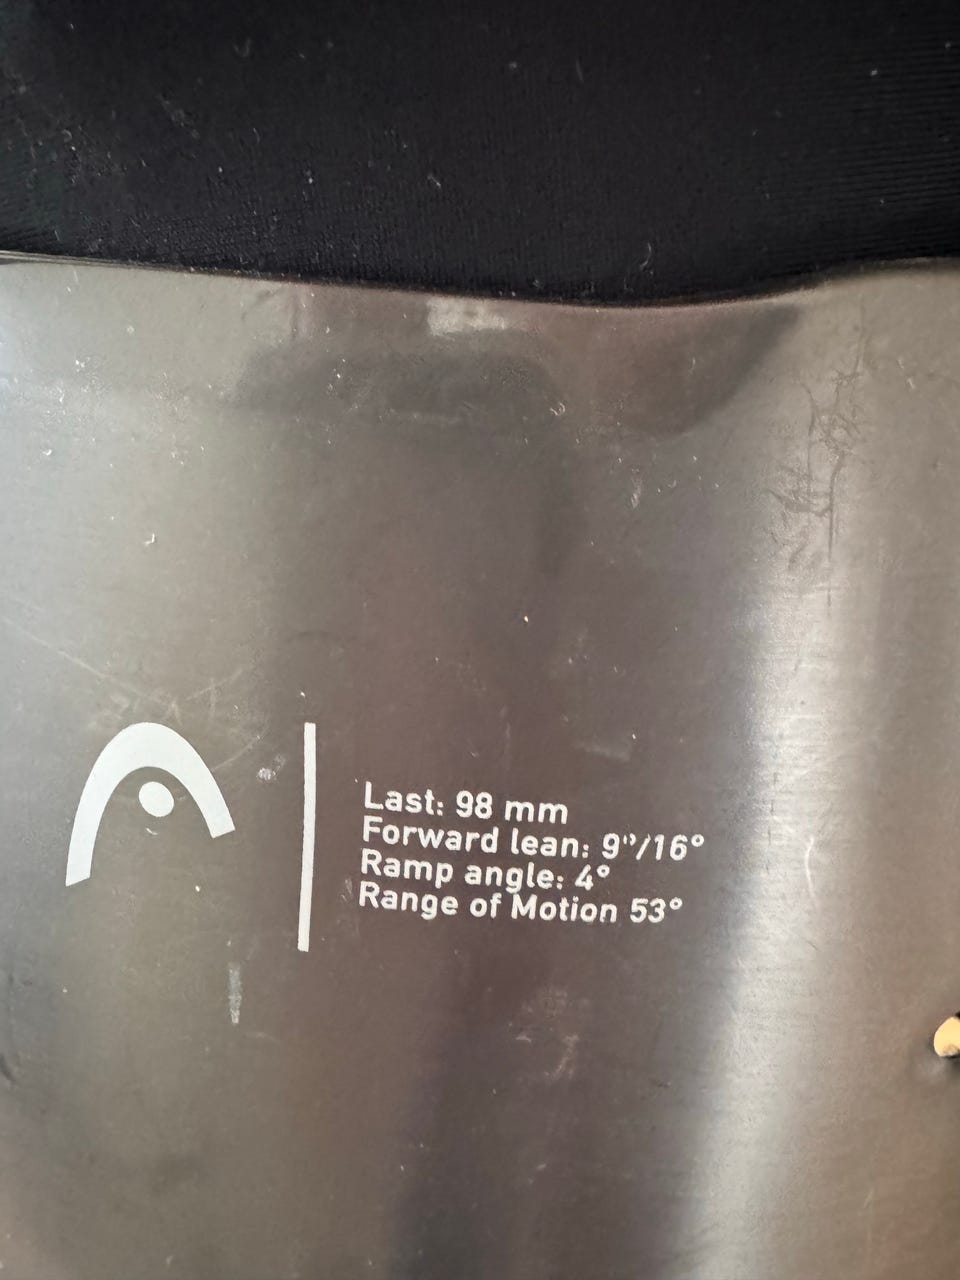 Last: 98 mm
Forward lean: 9°/16°
Ramp angle: 4°
Range of Motion 53°